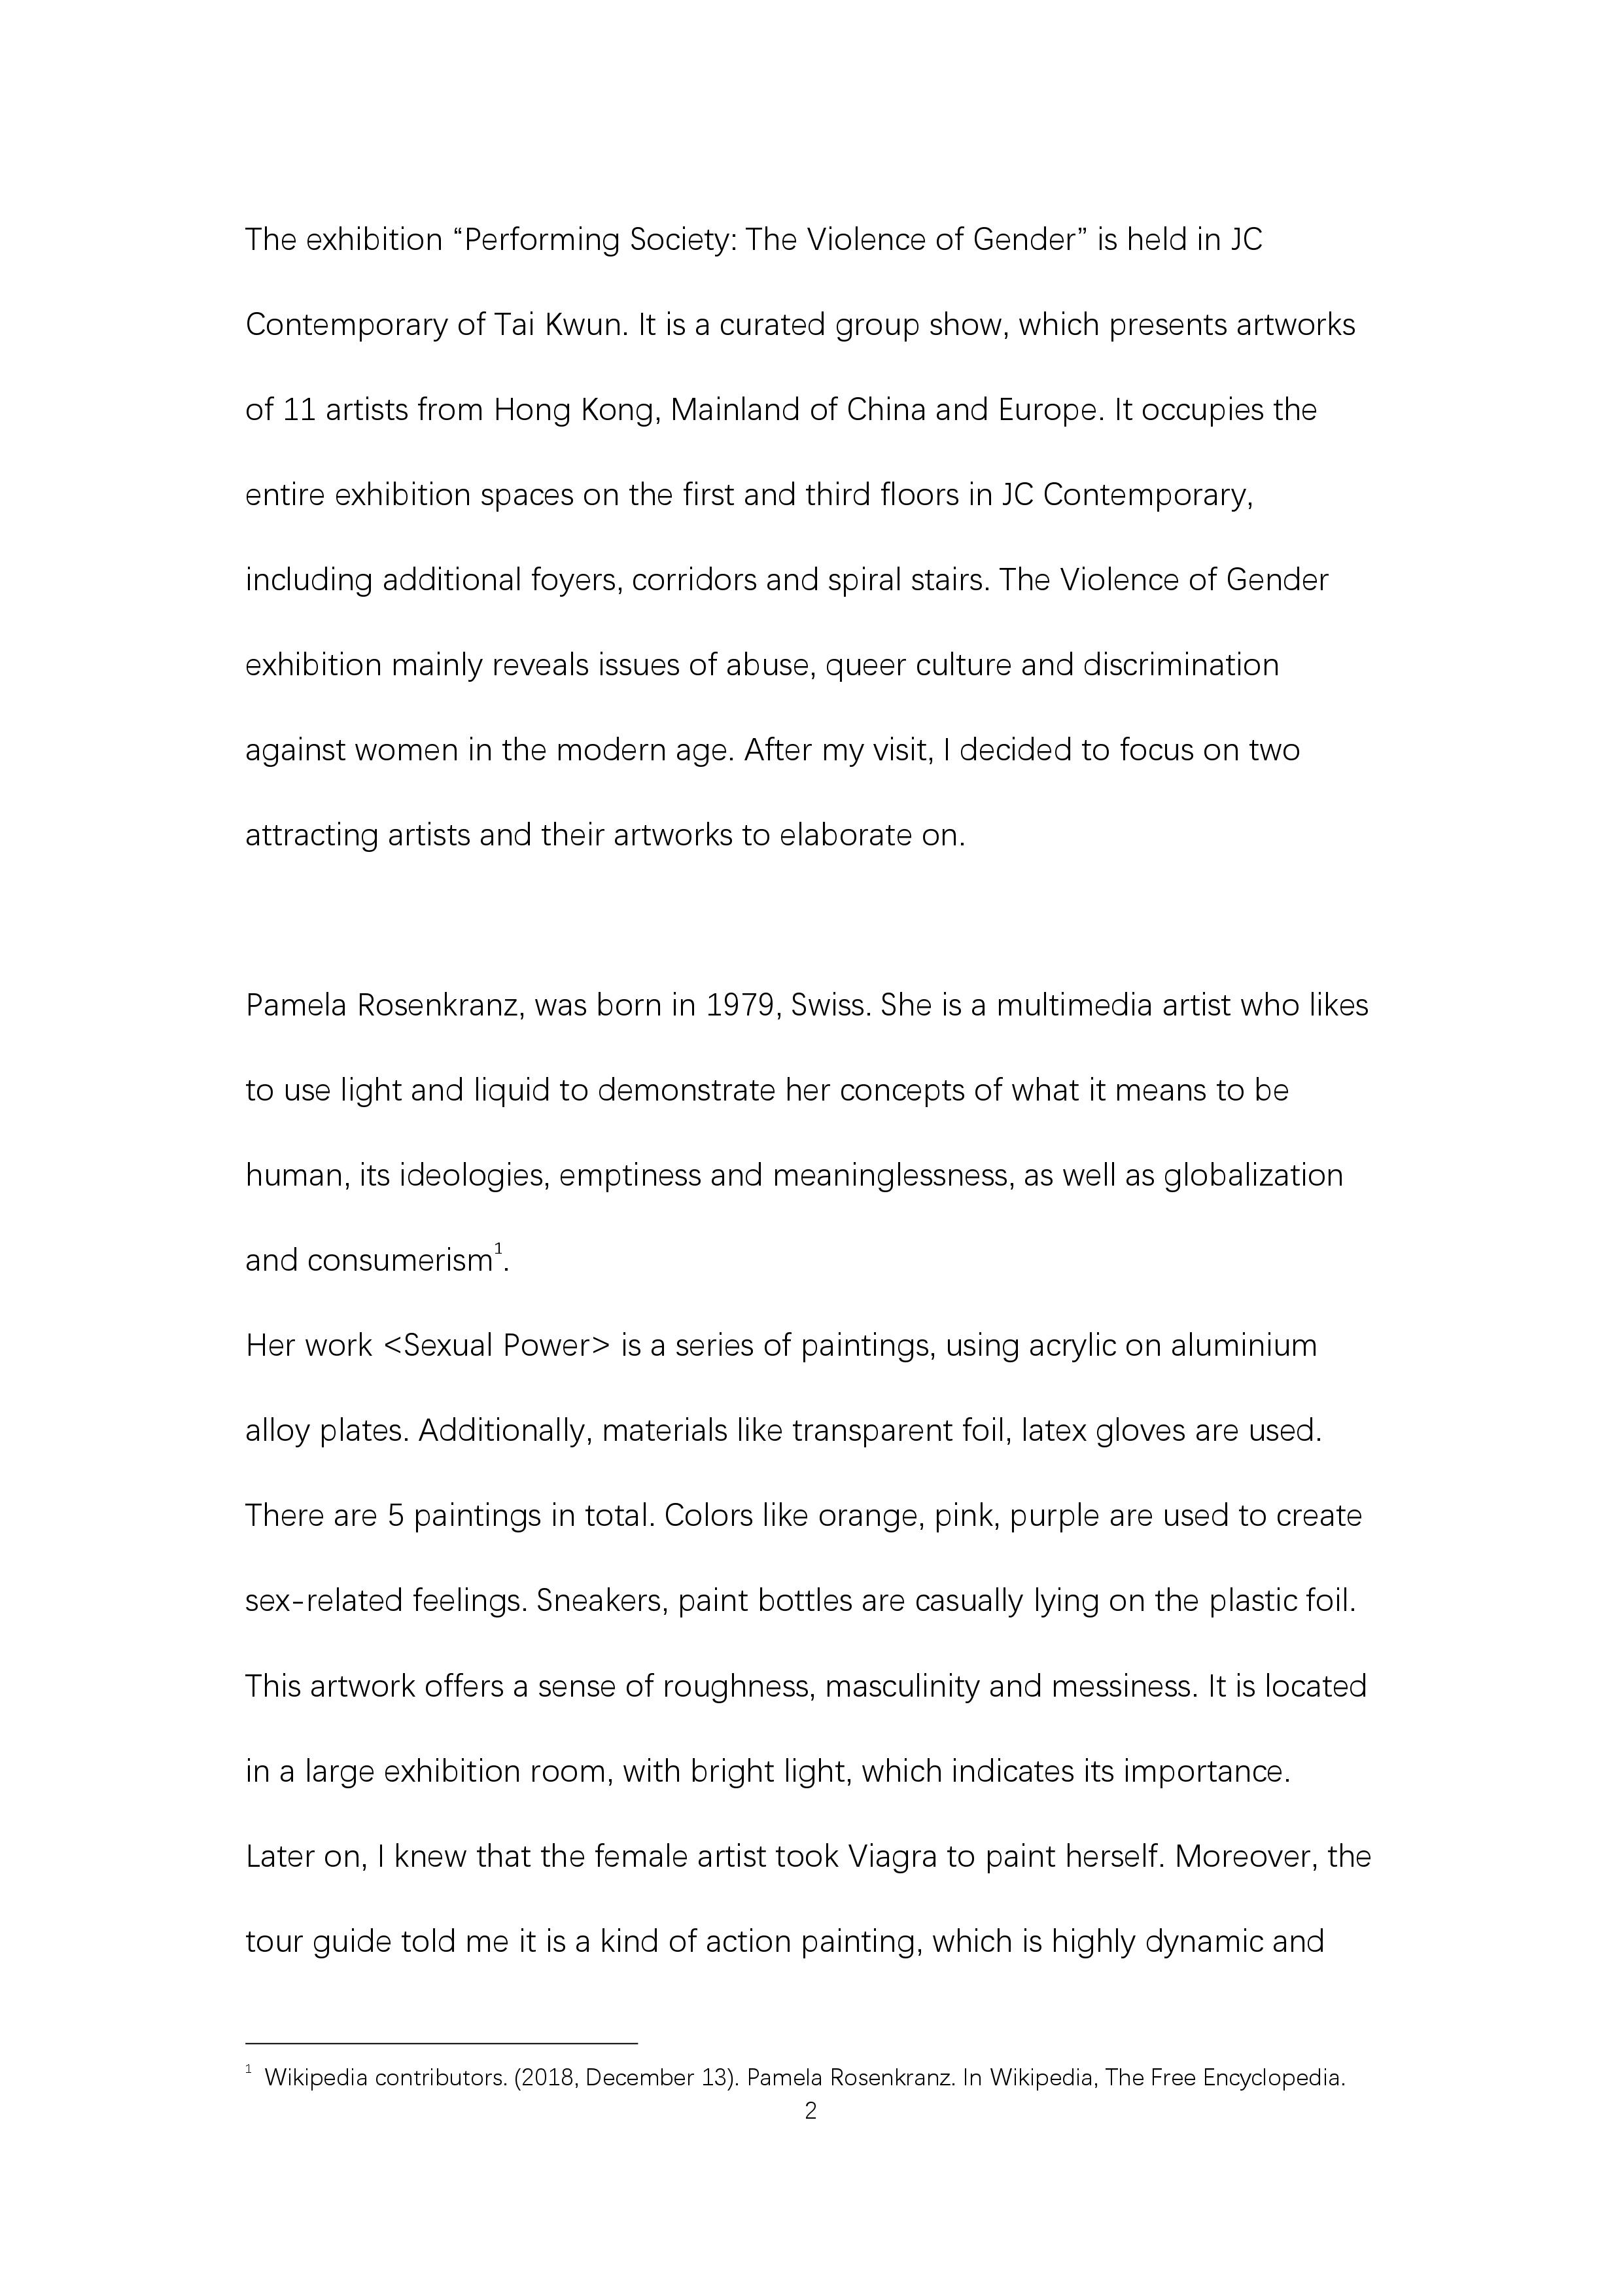 The exhibition “Performing Society: The Violence of Gender” is held in JC
Contemporary of Tai Kwun. It is a curated group show, which presents artworks
of 11 artists from Hong Kong, Mainland of China and Europe. It occupies the
entire exhibition spaces on the first and third floors in JC Contemporary,
including additional foyers, corridors and spiral stairs. The Violence of Gender
exhibition mainly reveals issues of abuse, queer culture and discrimination
against women in the modern age. After my visit, I decided to focus on two
attracting artists and their artworks to elaborate on.
Pamela Rosenkranz, was born in 1979, Swiss. She is a multimedia artist who likes
to use light and liquid to demonstrate her concepts of what it means to be
human, its ideologies, emptiness and meaninglessness, as well as globalization
and consumerism1.
Her work <Sexual Power> is a series of paintings, using acrylic on aluminium
alloy plates. Additionally, materials like transparent foil, latex gloves are used.
There are 5 paintings in total. Colors like orange, pink, purple are used to create
sex-related feelings. Sneakers, paint bottles are casually lying on the plastic foil.
This artwork offers a sense of roughness, masculinity and messiness. It is located
in a large exhibition room, with bright light, which indicates its importance.
Later on, I knew that the female artist took Viagra to paint herself. Moreover, the
tour guide told me it is a kind of action painting, which is highly dynamic and
1 Wikipedia contributors. (2018, December 13). Pamela Rosenkranz. In Wikipedia, The Free Encyclopedia.
2